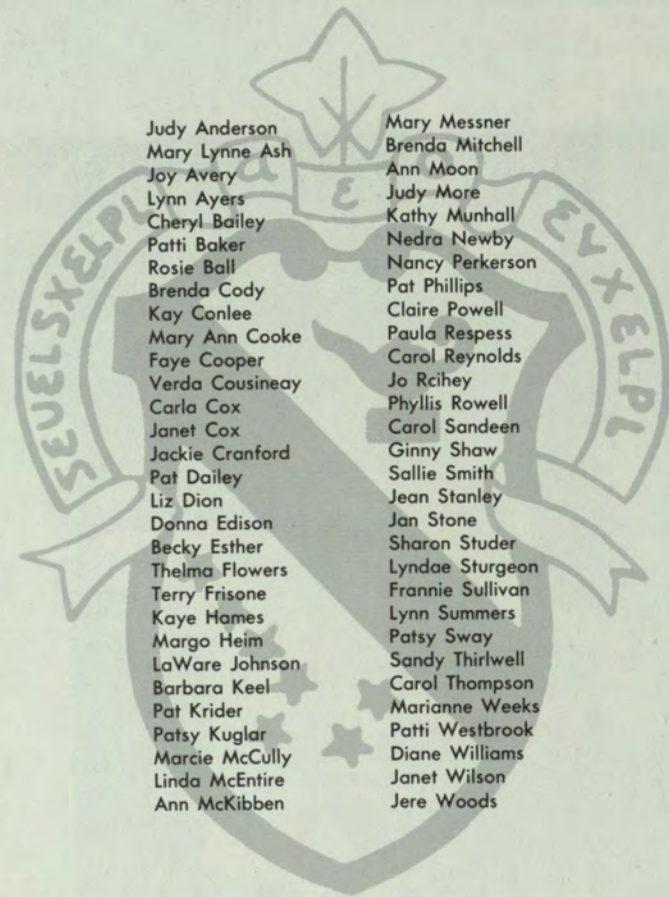 a ε φ
SEUELSXELPL
EVXELPL
Judy Anderson
Mary Lynne Ash
Joy Avery
Lynn Ayers
Cheryl Bailey
Patti Baker
Rosie Ball
Brenda Cody
Kay Conlee
Mary Ann Cooke
Faye Cooper
Verda Cousineay
Carla Cox
Janet Cox
Jackie Cranford
Pat Dailey
Liz Dion
Donna Edison
Becky Esther
Thelma Flowers
Terry Frisone
Kaye Hames
Margo Heim
LaWare Johnson
Barbara Keel
Pat Krider
Patsy Kuglar
Marcie McCully
Linda McEntire
Ann McKibben
Mary Messner
Brenda Mitchell
Ann Moon
Judy More
Kathy Munhall
Nedra Newby
Nancy Perkerson
Pat Phillips
Claire Powell
Paula Respess
Carol Reynolds
Jo Rcihey
Phyllis Rowell
Carol Sandeen
Ginny Shaw
Sallie Smith
Jean Stanley
Jan Stone
Sharon Studer
Lyndae Sturgeon
Frannie Sullivan
Lynn Summers
Patsy Sway
Sandy Thirlwell
Carol Thompson
Marianne Weeks
Patti Westbrook
Diane Williams
Janet Wilson
Jere Woods